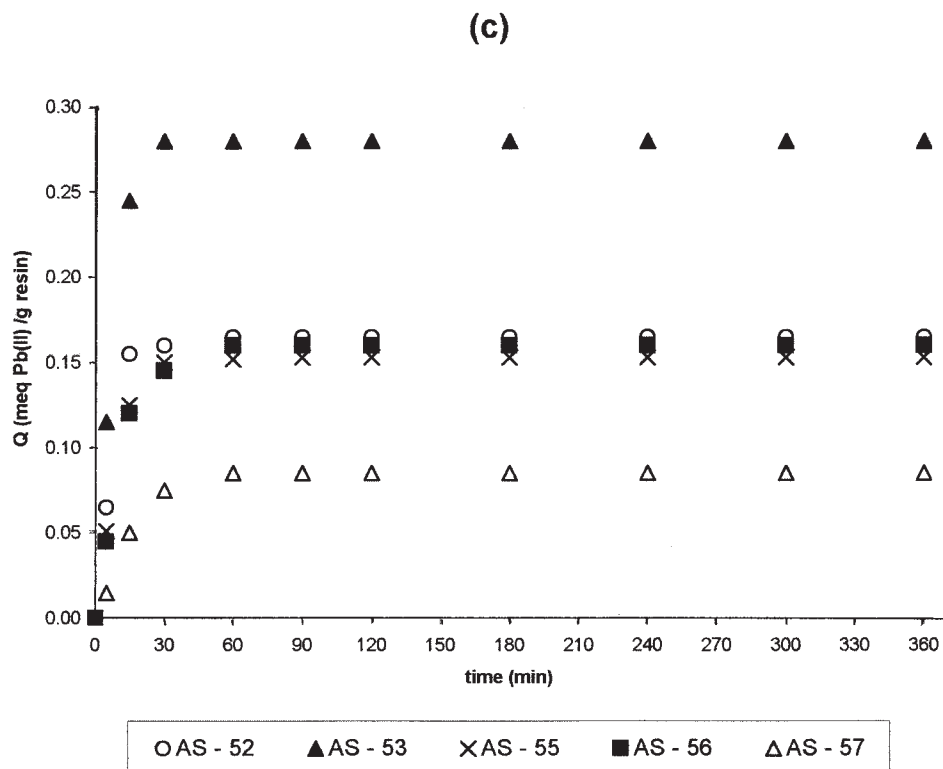 (c)
0.30
0.25
0.20
0.15
0.10
0.05
0.00
Q (meq Pb(II) /g resin)
0 30 60 90 120 150 180 210 240 270 300 330 360
time (min)
AS - 52 AS - 53 AS - 55 AS - 56 AS - 57